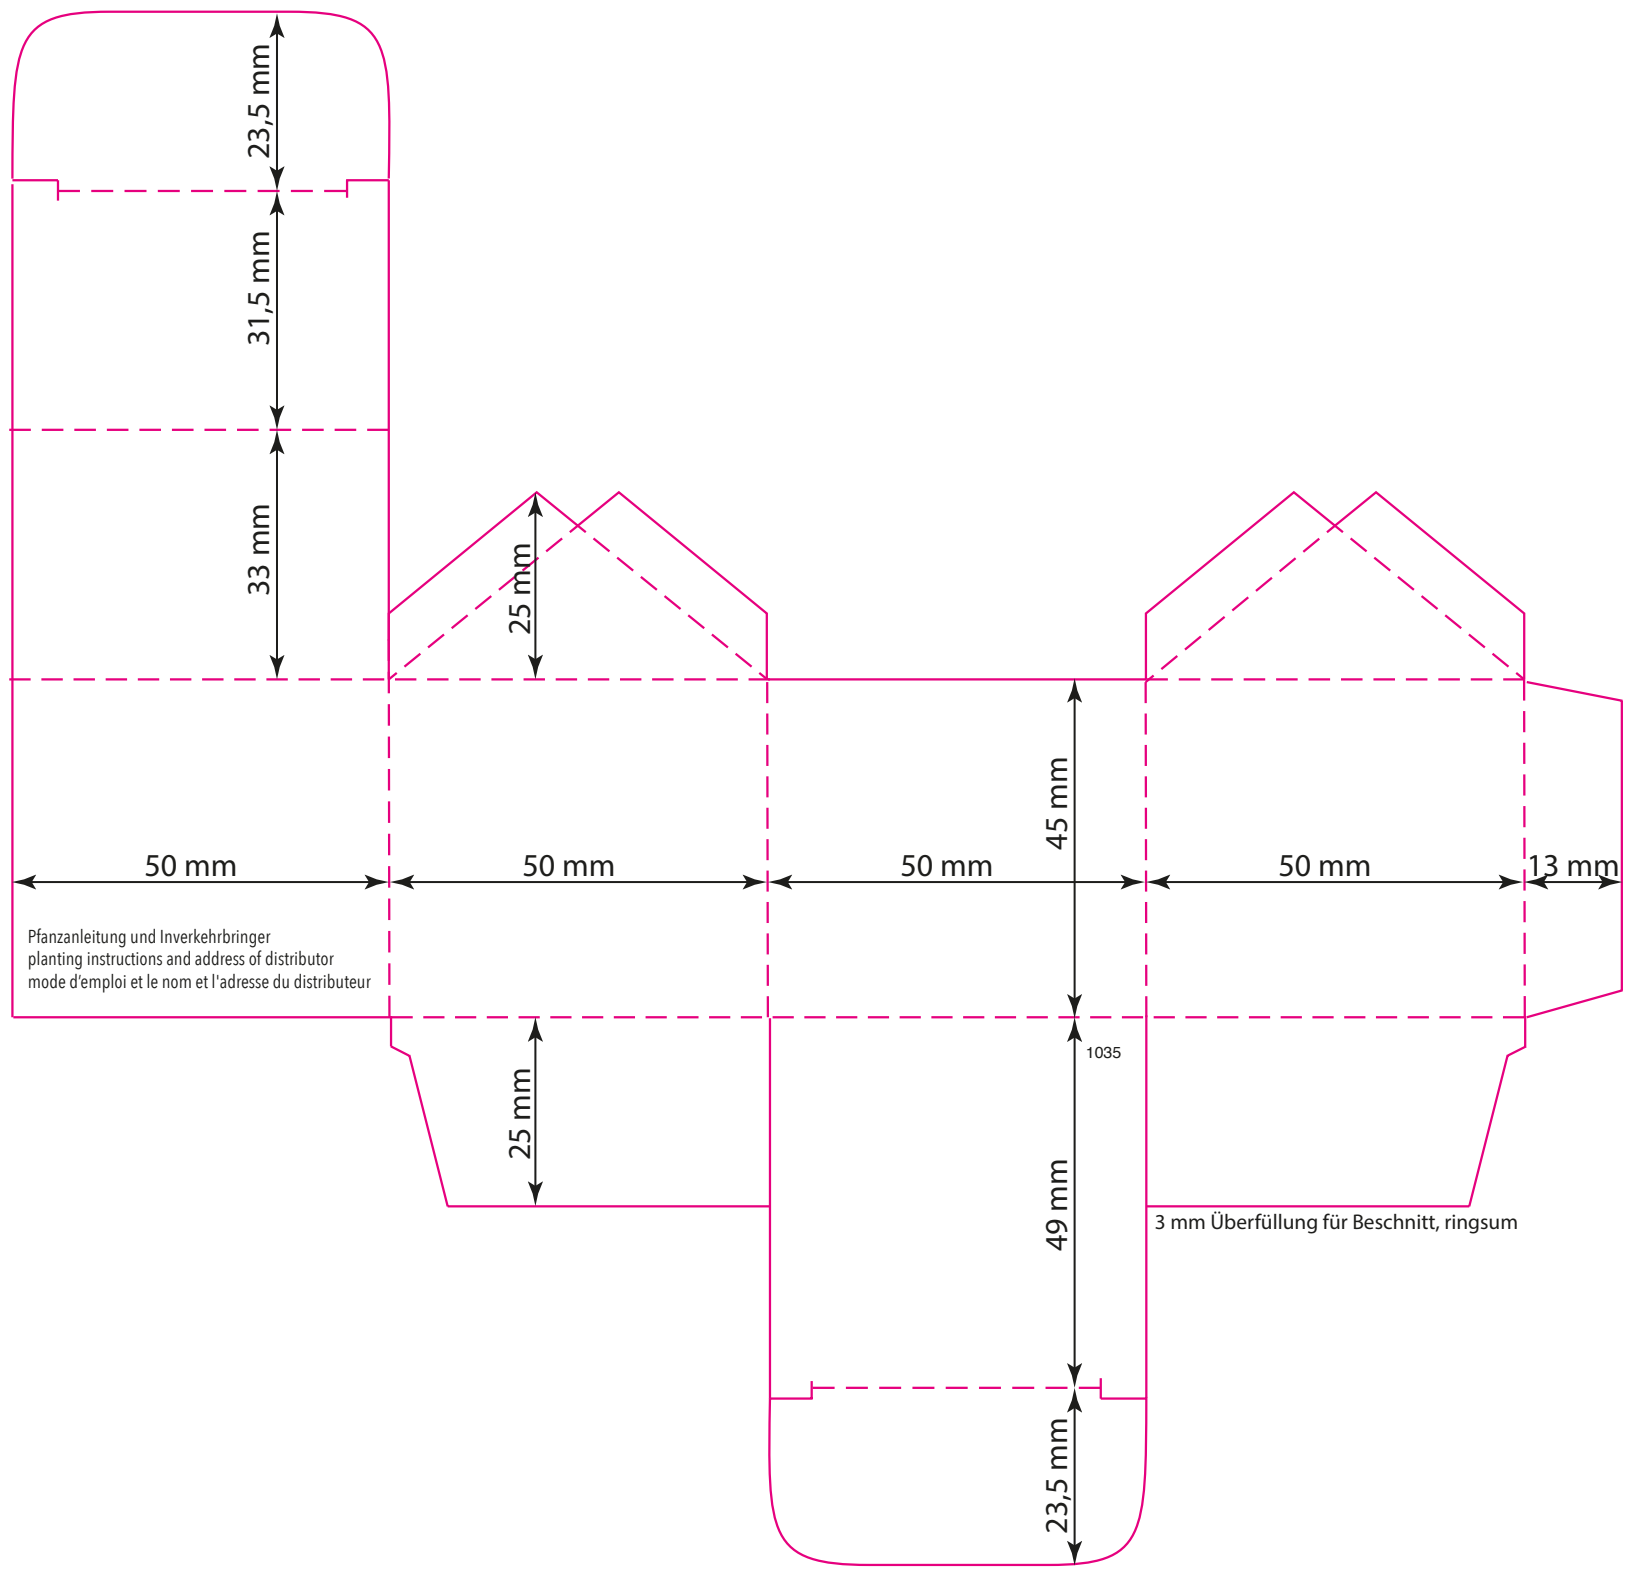 23,5 mm
31,5 mm
33 mm
25 mm
45 mm
50 mm
50 mm
50 mm
50 mm
13 mm
Pfanzanleitung und Inverkehrbringer
planting instructions and address of distributor
mode d'emploi et le nom et l'adresse du distributeur
1035
25 mm
49 mm
3 mm Überfüllung für Beschnitt, ringsum
23,5 mm